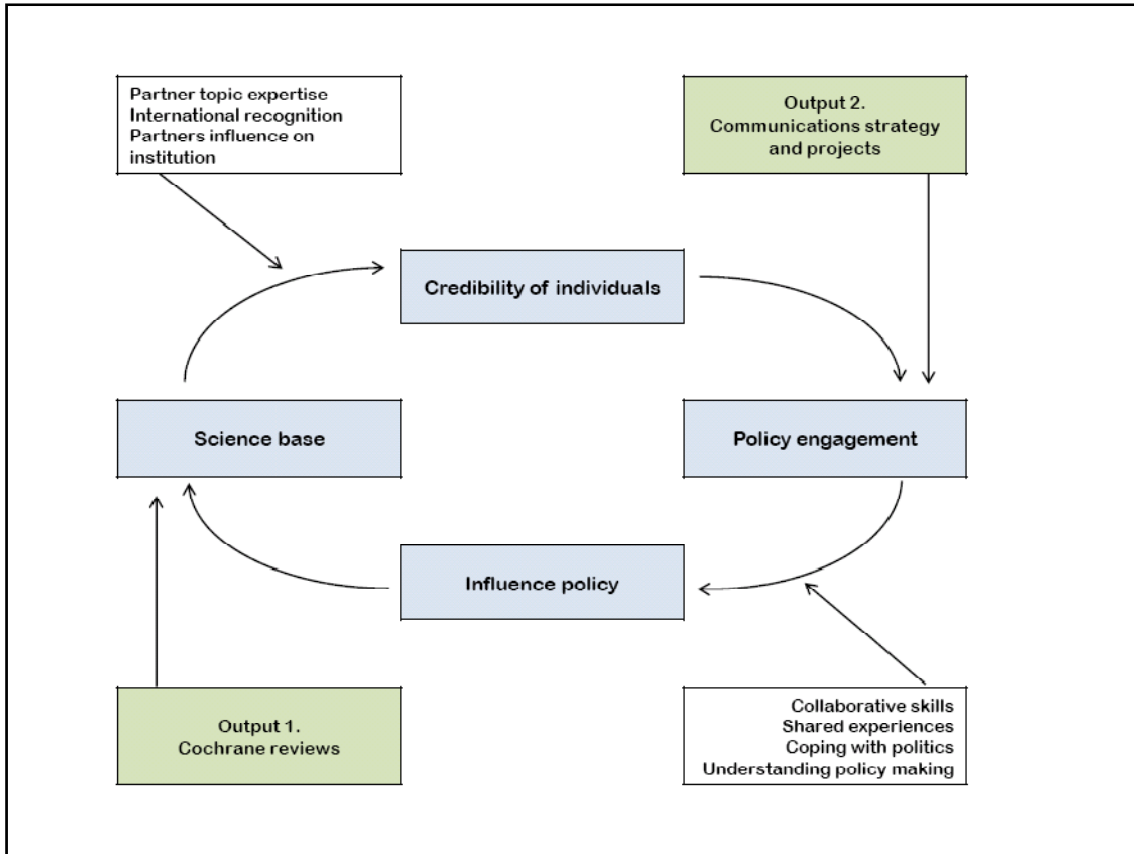 Partner topic expertise
International recognition
Partners influence on
institution
Output 2.
Communications strategy
and projects
Credibility of individuals
Science base
Policy engagement
Influence policy
Output 1.
Cochrane reviews
Collaborative skills
Shared experiences
Coping with politics
Understanding policy making